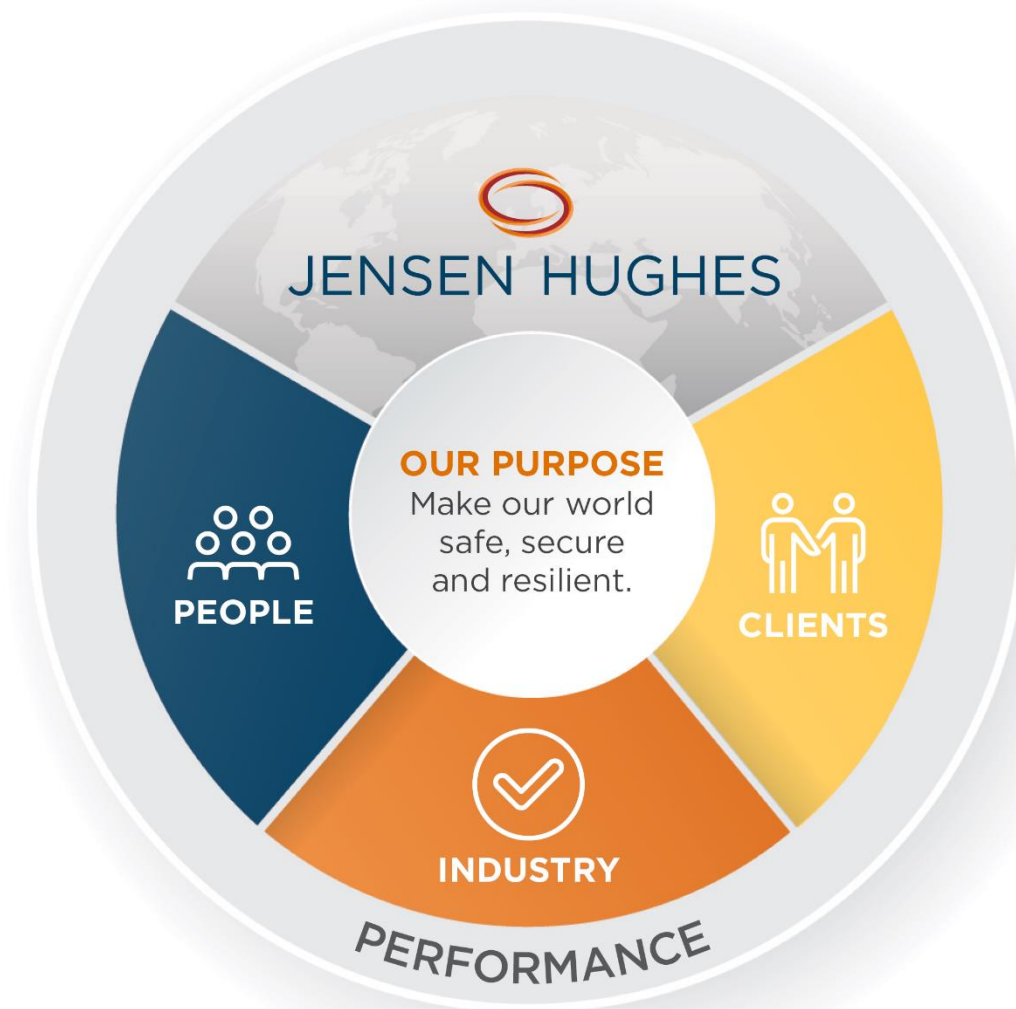 JENSEN HUGHES
OUR PURPOSE
Make our world
safe, secure
and resilient.
PEOPLE
CLIENTS
INDUSTRY
PERFORMANCE